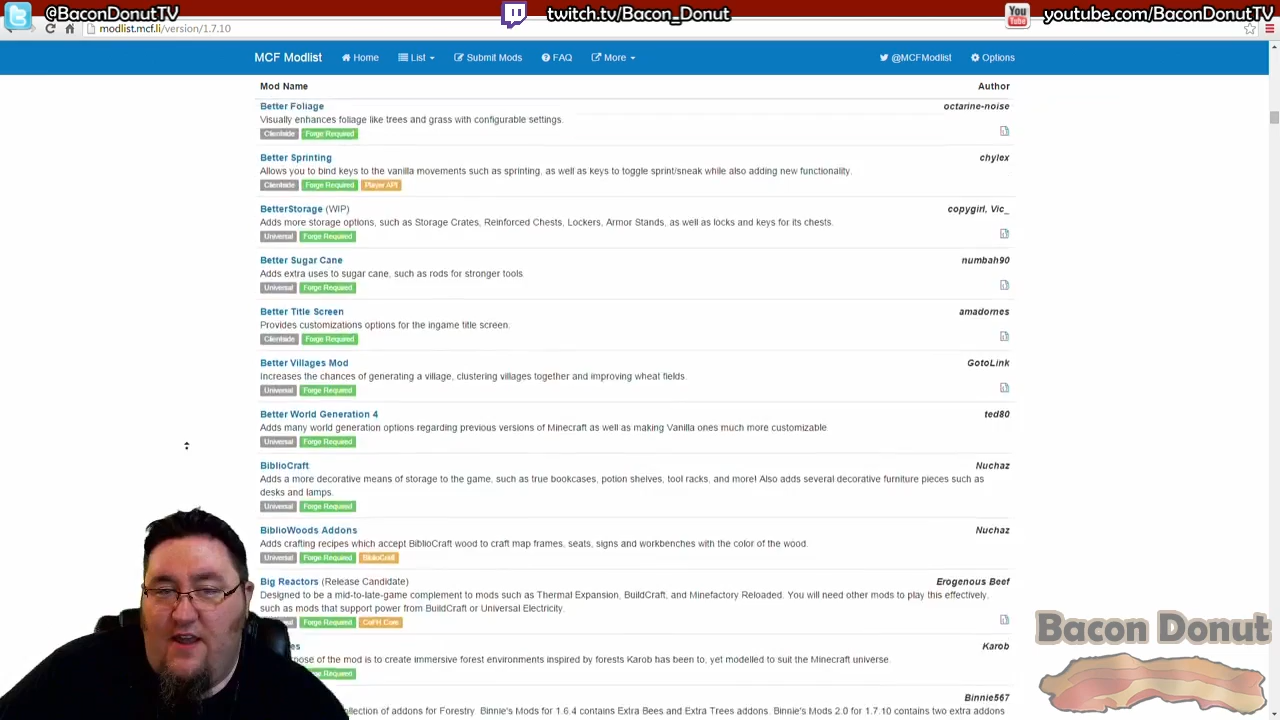 @BaconDonutTV
twitch.tv/Bacon_Donut
You Tube
youtube.com/BaconDonutTV
modlist.mcf.li/version/1.7.10
MCF Modlist
Home
List
Submit Mods
FAQ
More
@MCFModlist
Options
Mod Name
Author
Better Foliage
octarine-noise
Visually enhances foliage like trees and grass with configurable settings.
Clientside Forge Required
Better Sprinting
chylex
Allows you to bind keys to the vanilla movements such as sprinting, as well as keys to toggle sprint/sneak while also adding new functionality.
Clientside Forge Required Player API
BetterStorage (WIP)
copygirl, Vic_
Adds more storage options, such as Storage Crates, Reinforced Chests, Lockers, Armor Stands, as well as locks and keys for its chests.
Universal Forge Required
Better Sugar Cane
numbah90
Adds extra uses to sugar cane, such as rods for stronger tools.
Universal Forge Required
Better Title Screen
amadornes
Provides customizations options for the ingame title screen.
Clientside Forge Required
Better Villages Mod
GotoLink
Increases the chances of generating a village, clustering villages together and improving wheat fields.
Universal Forge Required
Better World Generation 4
ted80
Adds many world generation options regarding previous versions of Minecraft as well as making Vanilla ones much more customizable
Universal Forge Required
BiblioCraft
Nuchaz
Adds a more decorative means of storage to the game, such as true bookcases, potion shelves, tool racks, and more! Also adds several decorative furniture pieces such as
desks and lamps.
Universal Forge Required
BiblioWoods Addons
Nuchaz
Adds crafting recipes which accept BiblioCraft wood to craft map frames, seats, signs and workbenches with the color of the wood.
Universal Forge Required BiblioCraft
Big Reactors (Release Candidate)
Erogenous Beef
Designed to be a mid-to-late-game complement to mods such as Thermal Expansion, BuildCraft, and Minefactory Reloaded. You will need other mods to play this effectively,
such as mods that support power from BuildCraft or Universal Electricity.
Forge Required CoFH Core
Karob
of the mod is to create immersive forest environments inspired by forests Karob has been to, yet modelled to suit the Minecraft universe.
Required
Binnie567
of addons for Forestry. Binnie's Mods for 1.6.4 contains Extra Bees and Extra Trees addons. Binnie's Mods 2.0 for 1.7.10 contains two extra addons
Bacon Donut